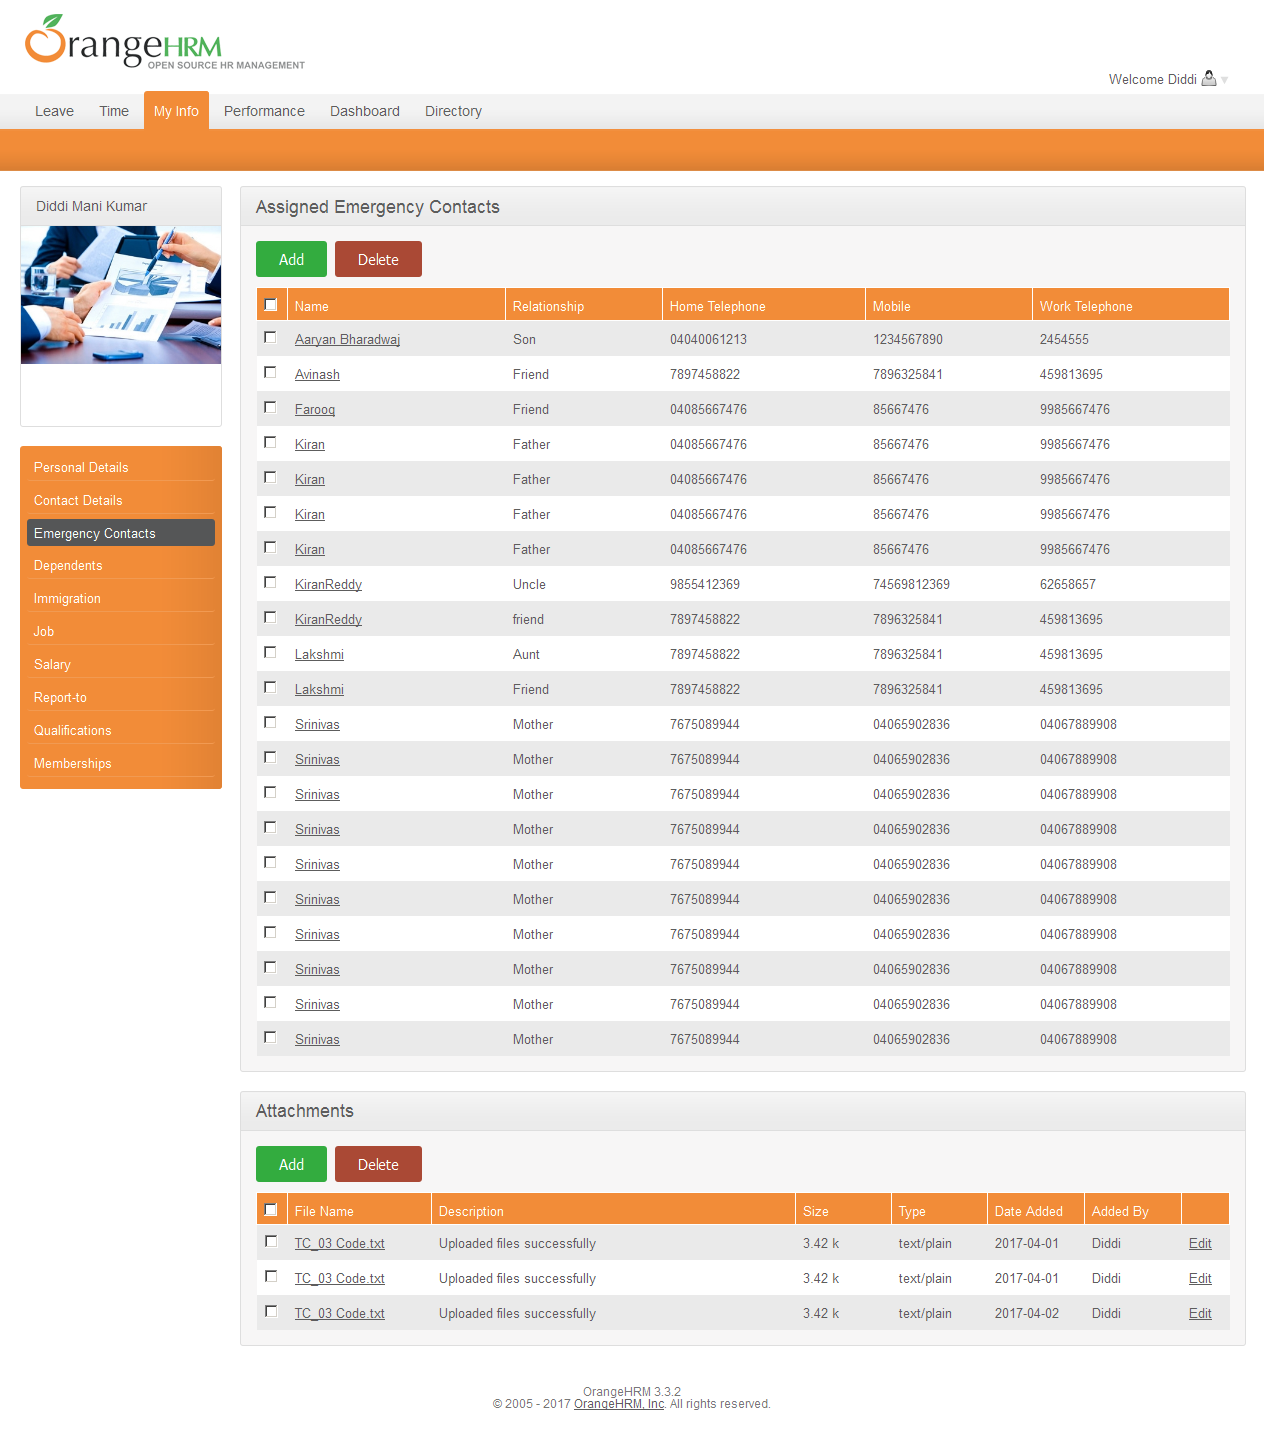 OrangeHRM
OPEN SOURCE HR MANAGEMENT
Welcome Diddi
Leave Time My Info Performance Dashboard Directory
Diddi Mani Kumar
Personal Details
Contact Details
Emergency Contacts
Dependents
Immigration
Job
Salary
Report-to
Qualifications
Memberships
Assigned Emergency Contacts
Add Delete
Name Relationship Home Telephone Mobile Work Telephone
Aaryan Bharadwaj Son 04040061213 1234567890 2454555
Avinash Friend 7897458822 7896325841 459813695
Farooq Friend 04085667476 85667476 9985667476
Kiran Father 04085667476 85667476 9985667476
Kiran Father 04085667476 85667476 9985667476
Kiran Father 04085667476 85667476 9985667476
Kiran Father 04085667476 85667476 9985667476
KiranReddy Uncle 9855412369 74569812369 62658657
KiranReddy friend 7897458822 7896325841 459813695
Lakshmi Aunt 7897458822 7896325841 459813695
Lakshmi Friend 7897458822 7896325841 459813695
Srinivas Mother 7675089944 04065902836 04067889908
Srinivas Mother 7675089944 04065902836 04067889908
Srinivas Mother 7675089944 04065902836 04067889908
Srinivas Mother 7675089944 04065902836 04067889908
Srinivas Mother 7675089944 04065902836 04067889908
Srinivas Mother 7675089944 04065902836 04067889908
Srinivas Mother 7675089944 04065902836 04067889908
Srinivas Mother 7675089944 04065902836 04067889908
Srinivas Mother 7675089944 04065902836 04067889908
Srinivas Mother 7675089944 04065902836 04067889908
Attachments
Add Delete
File Name Description Size Type Date Added Added By
TC_03 Code.txt Uploaded files successfully 3.42 k text/plain 2017-04-01 Diddi Edit
TC_03 Code.txt Uploaded files successfully 3.42 k text/plain 2017-04-01 Diddi Edit
TC_03 Code.txt Uploaded files successfully 3.42 k text/plain 2017-04-02 Diddi Edit
OrangeHRM 3.3.2
© 2005 - 2017 OrangeHRM, Inc. All rights reserved.